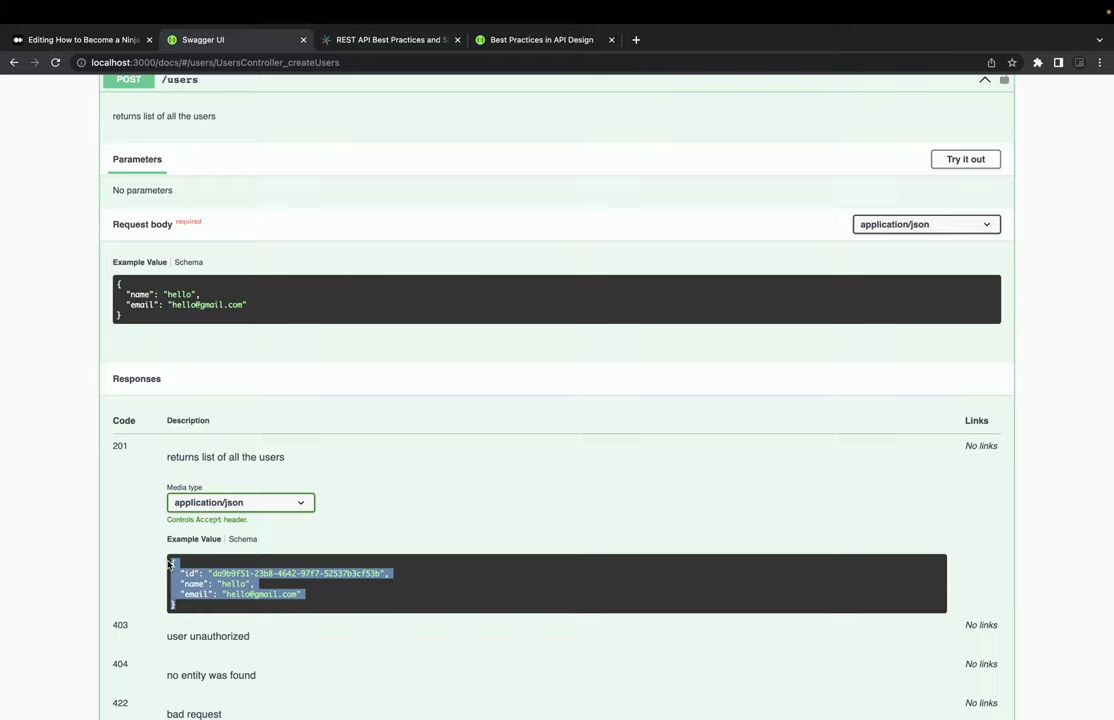 Editing How to Become a Ninja
Swagger UI
REST API Best Practices and S
Best Practices in API Design
localhost:3000/docs/#/users/UsersController_createUsers
POST /users
returns list of all the users
Parameters
Try it out
No parameters
Request body required
application/json
Example Value | Schema
{
"name": "hello",
"email": "hello@gmail.com"
}
Responses
Code Description Links
201 No links
returns list of all the users
Media type
application/json
Controls Accept header.
Example Value | Schema
{
"id": "da9b9f51-23b8-4642-97f7-52537b3cf53b",
"name": "hello",
"email": "hello@gmail.com"
}
403 No links
user unauthorized
404 No links
no entity was found
422 No links
bad request